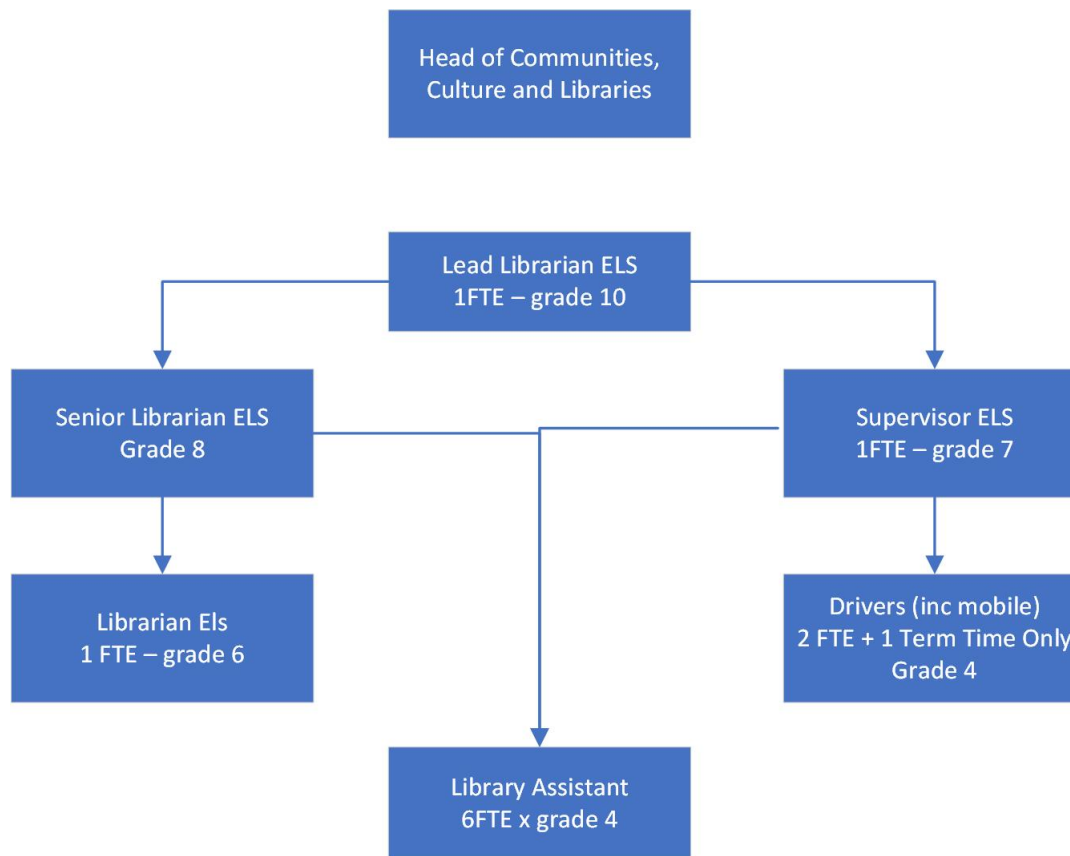 Head of Communities,
Culture and Libraries
Lead Librarian ELS
1FTE – grade 10
Senior Librarian ELS
Grade 8
Supervisor ELS
1FTE – grade 7
Librarian Els
1 FTE – grade 6
Drivers (inc mobile)
2 FTE + 1 Term Time Only
Grade 4
Library Assistant
6FTE x grade 4